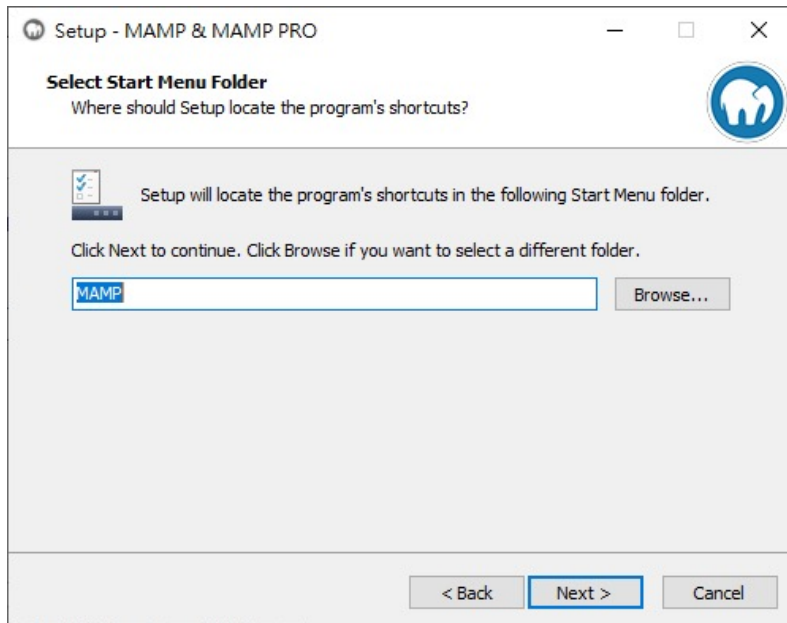 Setup - MAMP & MAMP PRO
Select Start Menu Folder
Where should Setup locate the program's shortcuts?
Setup will locate the program's shortcuts in the following Start Menu folder.
Click Next to continue. Click Browse if you want to select a different folder.
MAMP
Browse...
< Back
Next >
Cancel